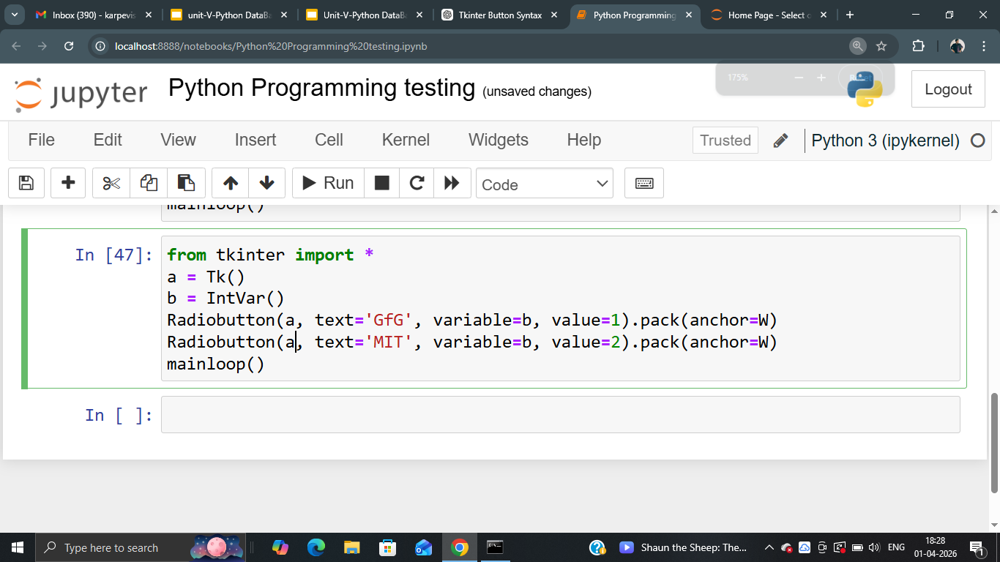 Inbox (390) - karpevis
unit-V-Python DataBa
Unit-V-Python DataBa
Tkinter Button Syntax
Python Programming
Home Page - Select o
localhost:8888/notebooks/Python%20Programming%20testing.ipynb
jupyter
Python Programming testing (unsaved changes)
175%
Reset
Logout
File Edit View Insert Cell Kernel Widgets Help
Trusted
Python 3 (ipykernel)
Run
Code
mainloop()
In [47]:
from tkinter import *
a = Tk()
b = IntVar()
Radiobutton(a, text='GfG', variable=b, value=1).pack(anchor=W)
Radiobutton(a, text='MIT', variable=b, value=2).pack(anchor=W)
mainloop()
In [ ]:
Type here to search
Shaun the Sheep: The...
ENG
18:28
01-04-2026
1